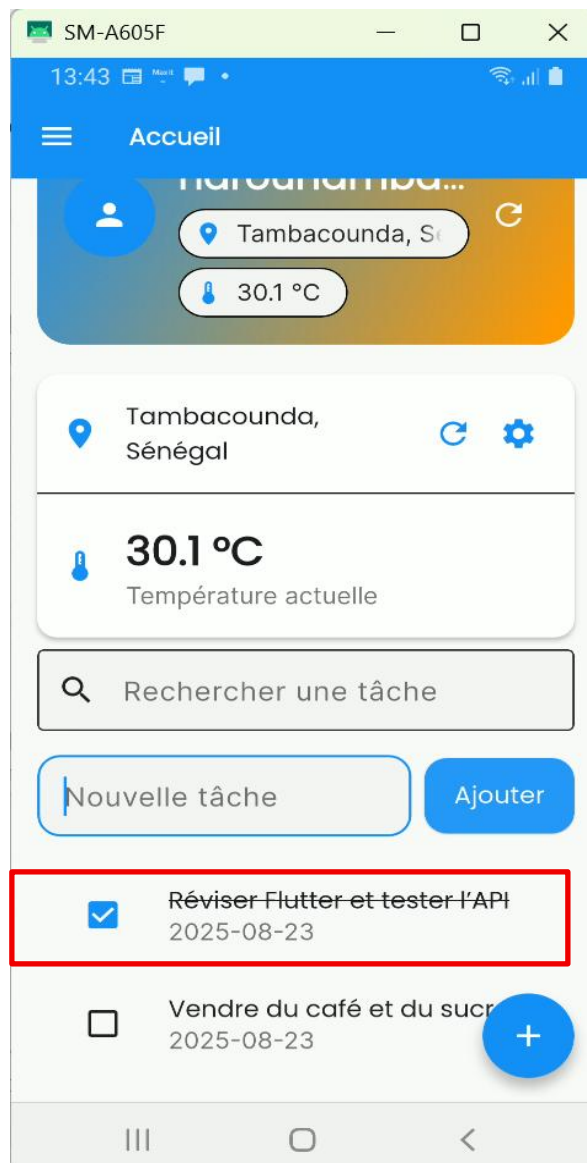 SM-A605F
13:43
Accueil
Tambacounda, Sé
30.1 °C
Tambacounda,
Sénégal
30.1 °C
Température actuelle
Rechercher une tâche
Nouvelle tâche
Ajouter
Réviser Flutter et tester l'API
2025-08-23
Vendre du café et du sucr
2025-08-23
+